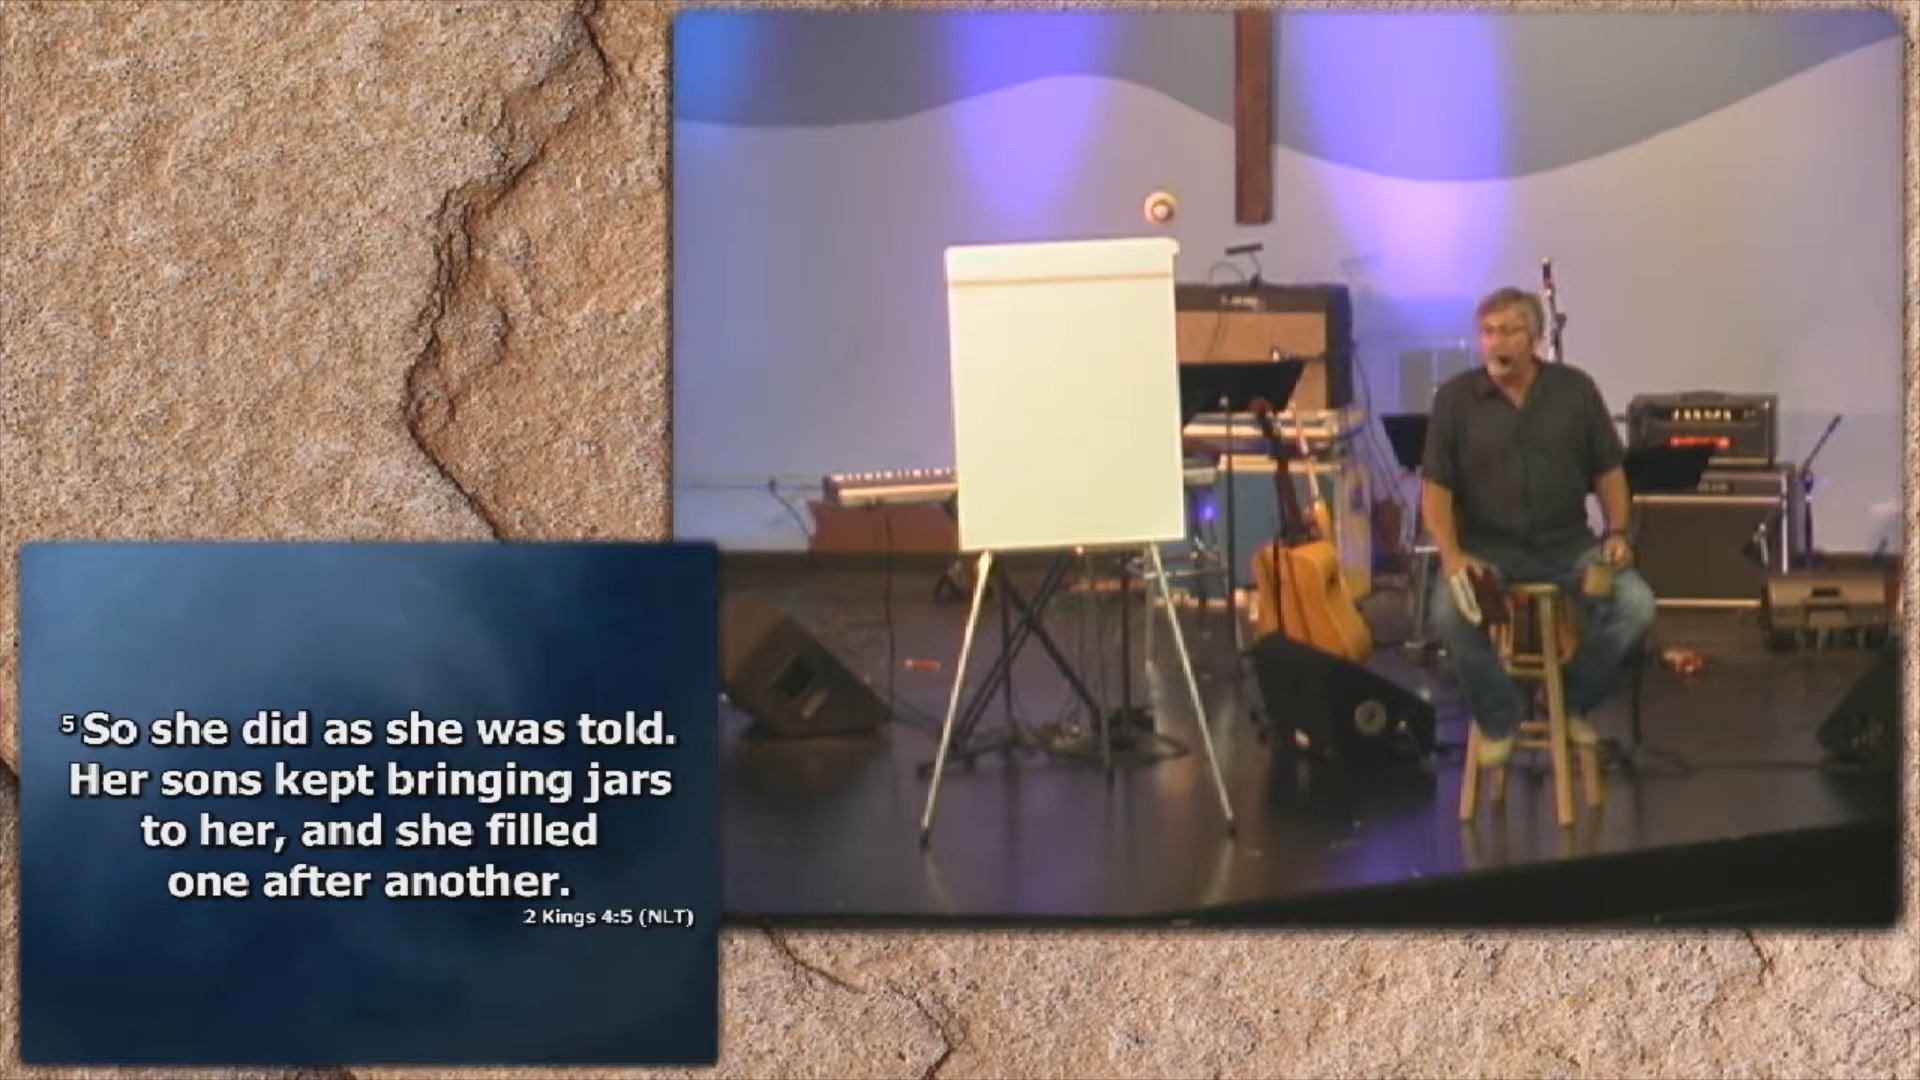 ⁵So she did as she was told.
Her sons kept bringing jars
to her, and she filled
one after another.
2 Kings 4:5 (NLT)